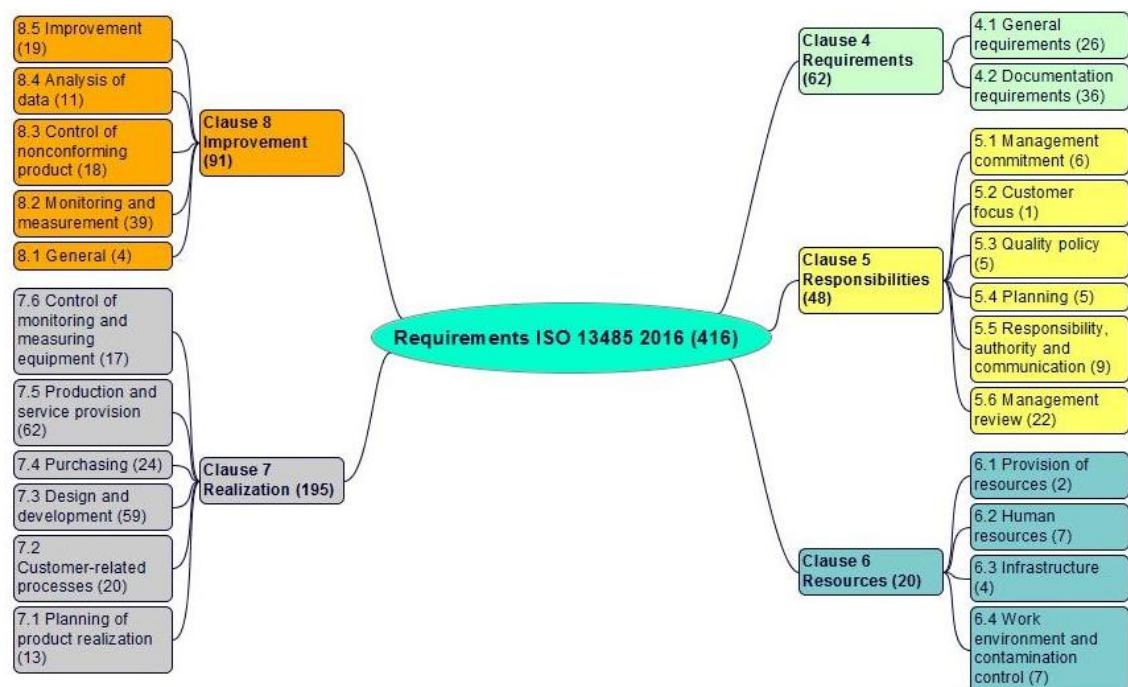 Requirements ISO 13485 2016 (416)
Clause 4
Requirements
(62)
4.1 General
requirements (26)
4.2 Documentation
requirements (36)
Clause 5
Responsibilities
(48)
5.1 Management
commitment (6)
5.2 Customer
focus (1)
5.3 Quality policy
(5)
5.4 Planning (5)
5.5 Responsibility,
authority and
communication (9)
5.6 Management
review (22)
Clause 6
Resources (20)
6.1 Provision of
resources (2)
6.2 Human
resources (7)
6.3 Infrastructure
(4)
6.4 Work
environment and
contamination
control (7)
Clause 7
Realization (195)
7.6 Control of
monitoring and
measuring
equipment (17)
7.5 Production and
service provision
(62)
7.4 Purchasing (24)
7.3 Design and
development (59)
7.2
Customer-related
processes (20)
7.1 Planning of
product realization
(13)
Clause 8
Improvement
(91)
8.5 Improvement
(19)
8.4 Analysis of
data (11)
8.3 Control of
nonconforming
product (18)
8.2 Monitoring and
measurement (39)
8.1 General (4)